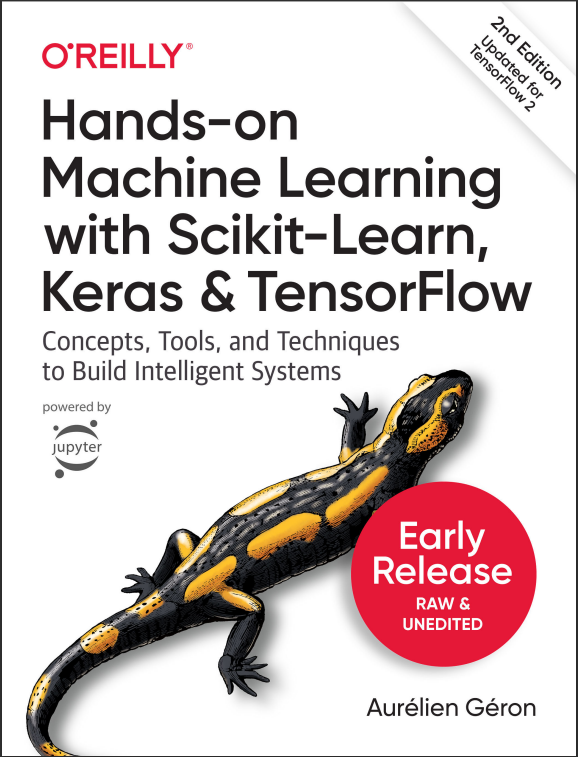 O'REILLY®
2nd Edition
Updated for
TensorFlow 2
Hands-on
Machine Learning
with Scikit-Learn,
Keras & TensorFlow
Concepts, Tools, and Techniques
to Build Intelligent Systems
powered by
jupyter
Early
Release
RAW &
UNEDITED
Aurélien Géron